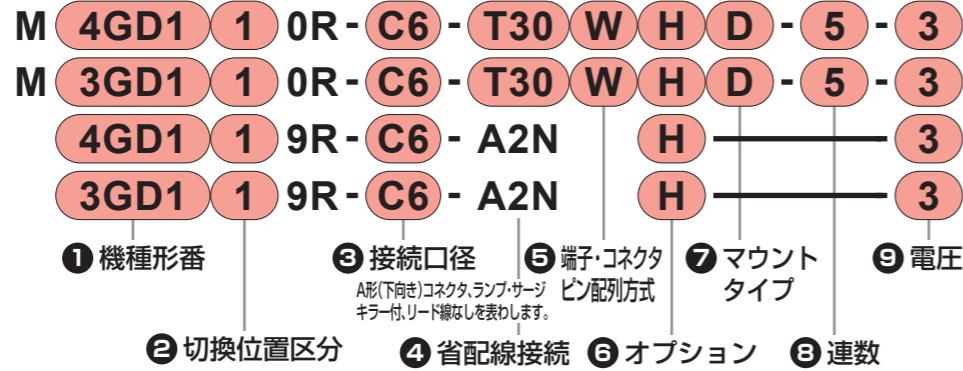 M 4GD1 1 0R - C6 - T30 W H D - 5 - 3
M 3GD1 1 0R - C6 - T30 W H D - 5 - 3
4GD1 1 9R - C6 - A2N H 3
3GD1 1 9R - C6 - A2N H 3
❶ 機種形番
❸ 接続口径
❺ 端子・コネクタ
ピン配列方式
❼ マウント
タイプ
❾ 電圧
A形(下向き)コネクタ、ランプ・サージ
キラー付、リード線なしを表わします。
❷ 切換位置区分
❹ 省配線接続
❻ オプション
❽ 連数